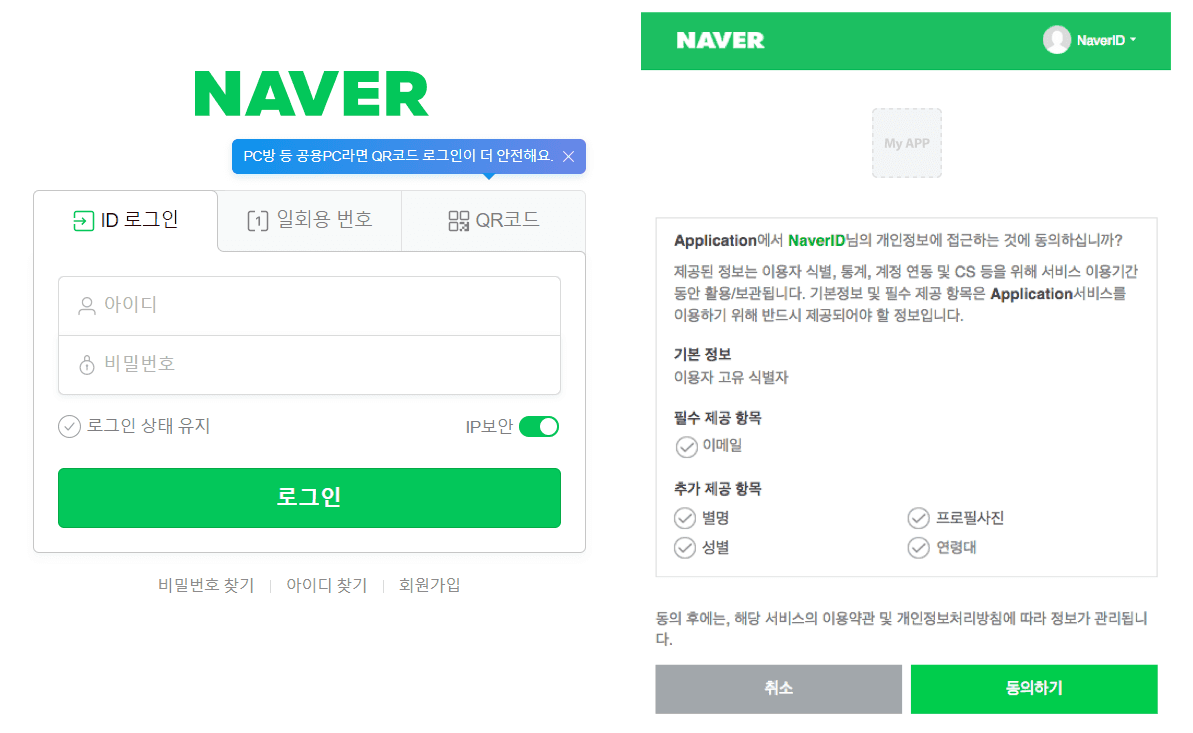 NAVER
PC방 등 공용PC라면 QR코드 로그인이 더 안전해요.
ID 로그인
일회용 번호
QR코드
아이디
비밀번호
로그인 상태 유지
IP보안
로그인
비밀번호 찾기
아이디 찾기
회원가입
NAVER
NaverID
My APP
Application에서 NaverID님의 개인정보에 접근하는 것에 동의하십니까?
제공된 정보는 이용자 식별, 통계, 계정 연동 및 CS 등을 위해 서비스 이용기간
동안 활용/보관됩니다. 기본정보 및 필수 제공 항목은 Application서비스를
이용하기 위해 반드시 제공되어야 할 정보입니다.
기본 정보
이용자 고유 식별자
필수 제공 항목
이메일
추가 제공 항목
별명
프로필사진
성별
연령대
동의 후에는, 해당 서비스의 이용약관 및 개인정보처리방침에 따라 정보가 관리됩니
다.
취소
동의하기